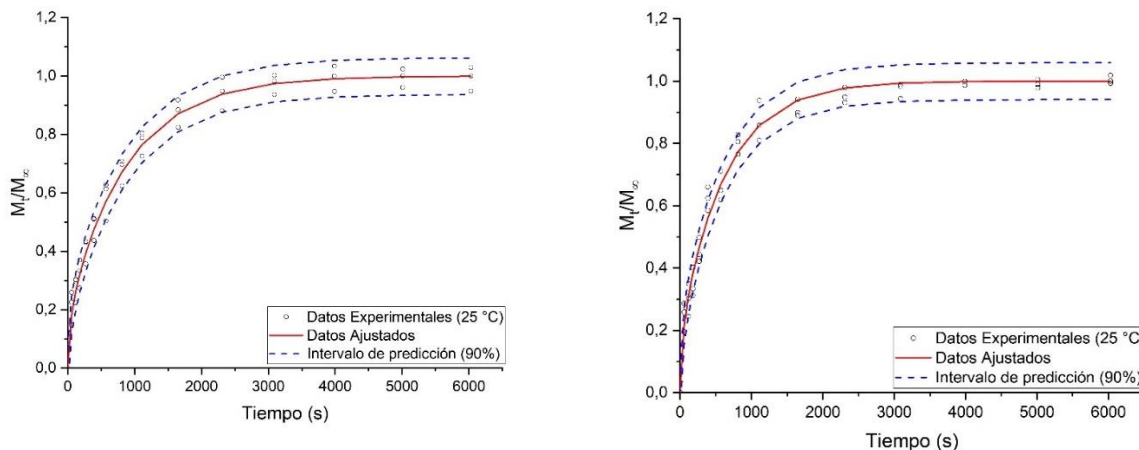 1,2
1,0
0,8
0,6
0,4
0,2
0,0
Mt/M∞
0 1000 2000 3000 4000 5000 6000
Tiempo (s)
Datos Experimentales (25 °C)
Datos Ajustados
Intervalo de predicción (90%)
1,2
1,0
0,8
0,6
0,4
0,2
0,0
Mt/M∞
0 1000 2000 3000 4000 5000 6000
Tiempo (s)
Datos Experimentales (25 °C)
Datos Ajustados
Intervalo de predicción (90%)